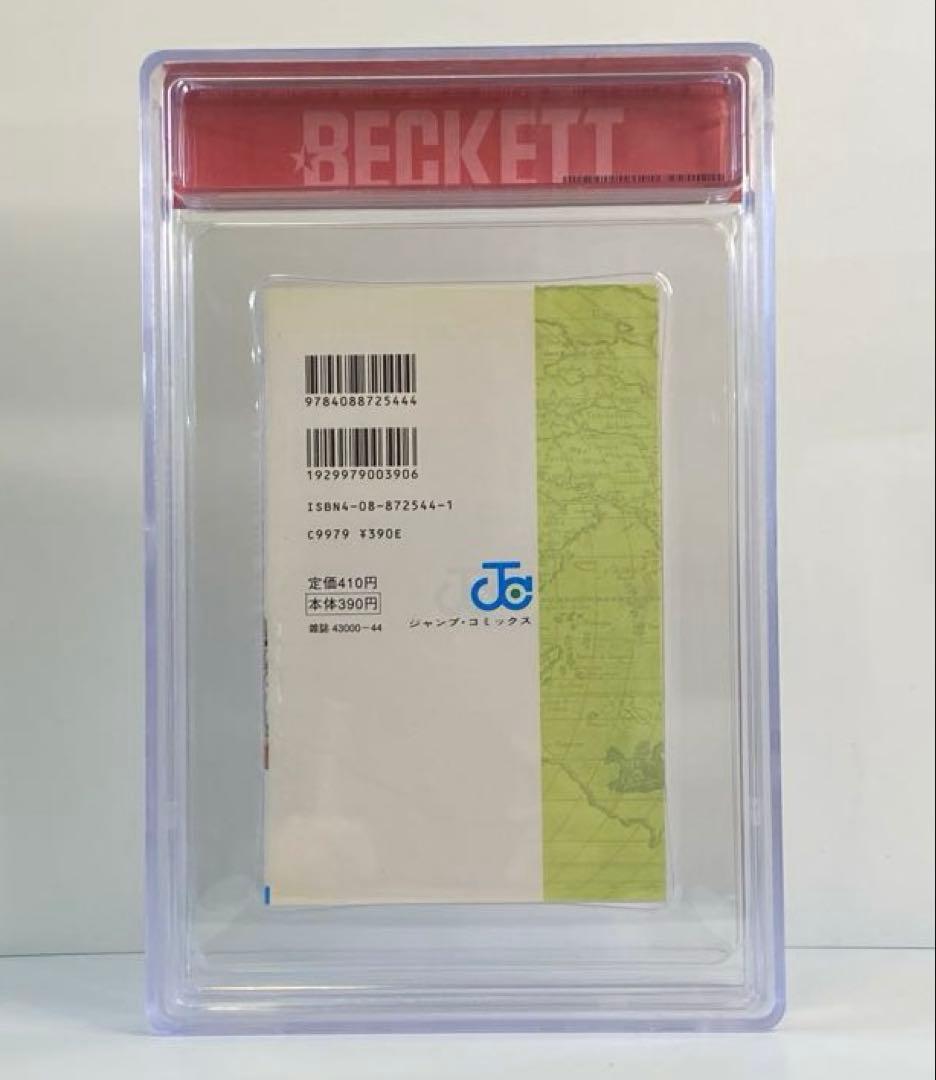 BECKETT
9784088725444
1929979003906
ISBN4-08-872544-1
C9979 ¥390E
定価410円
本体390円
雑誌 43000-44
JC
ジャンプ・コミックス